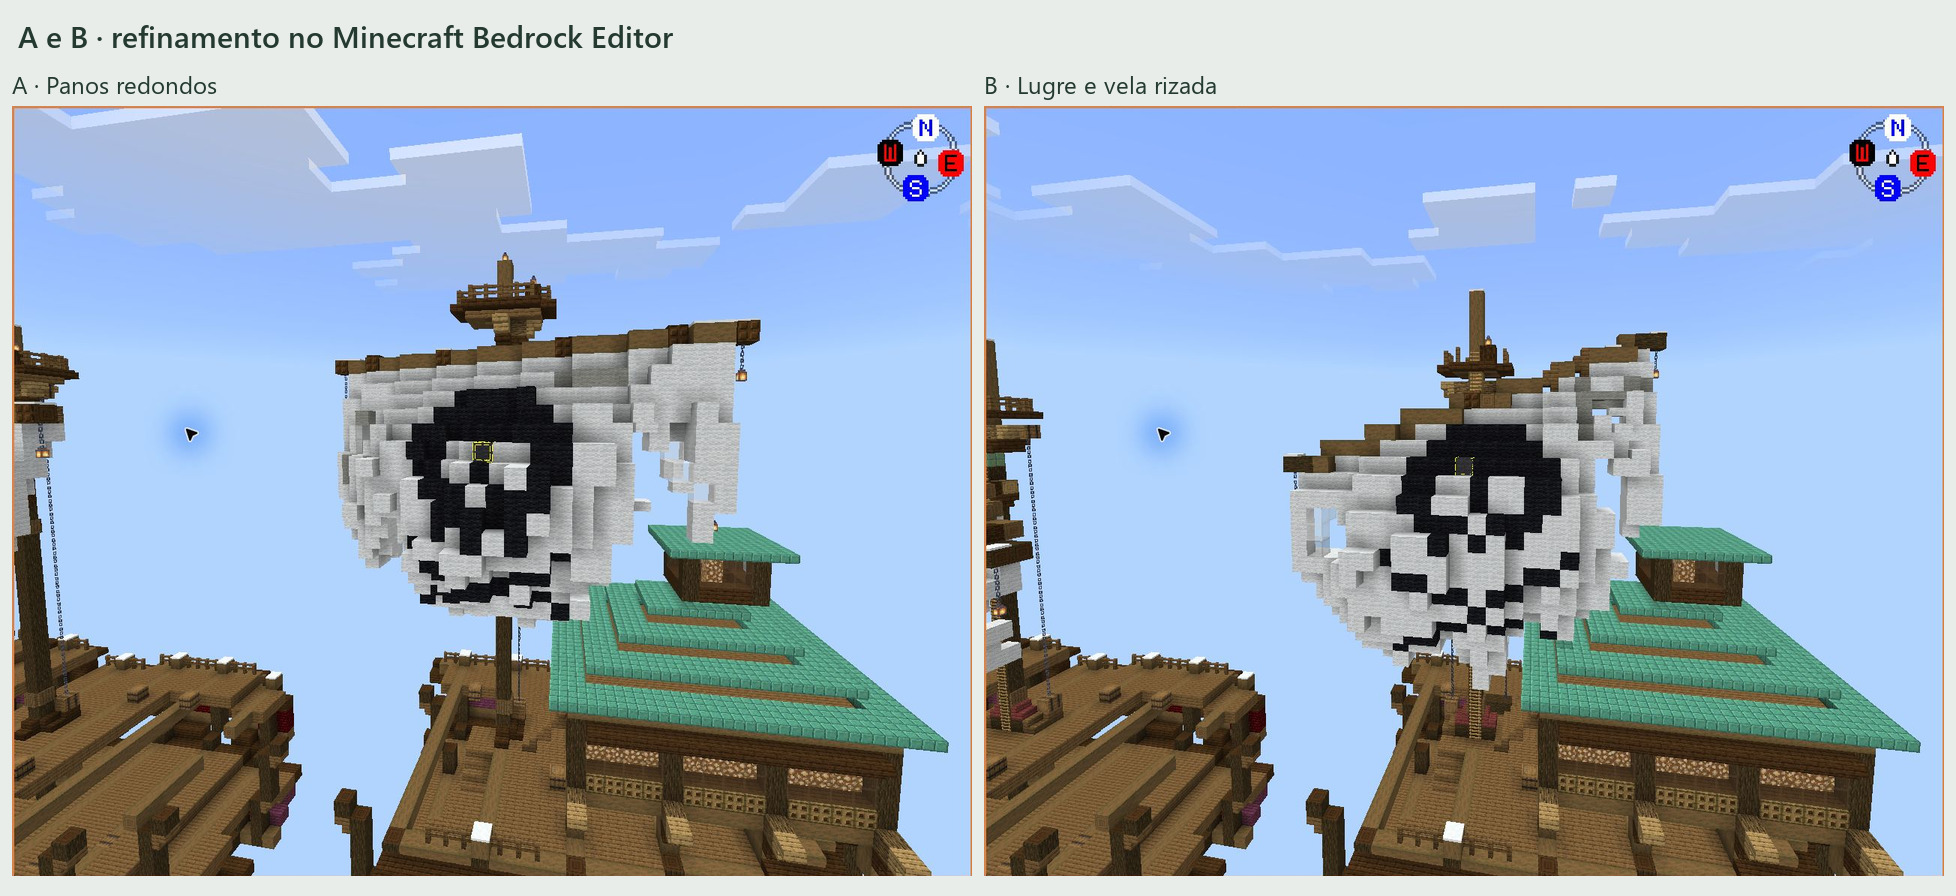 A e B · refinamento no Minecraft Bedrock Editor
A · Panos redondos
B · Lugre e vela rizada
N
W
E
S
N
W
E
S